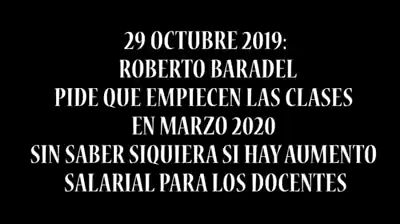 29 OCTUBRE 2019:
ROBERTO BARADEL
PIDE QUE EMPIECEN LAS CLASES
EN MARZO 2020
SIN SABER SIQUIERA SI HAY AUMENTO
SALARIAL PARA LOS DOCENTES